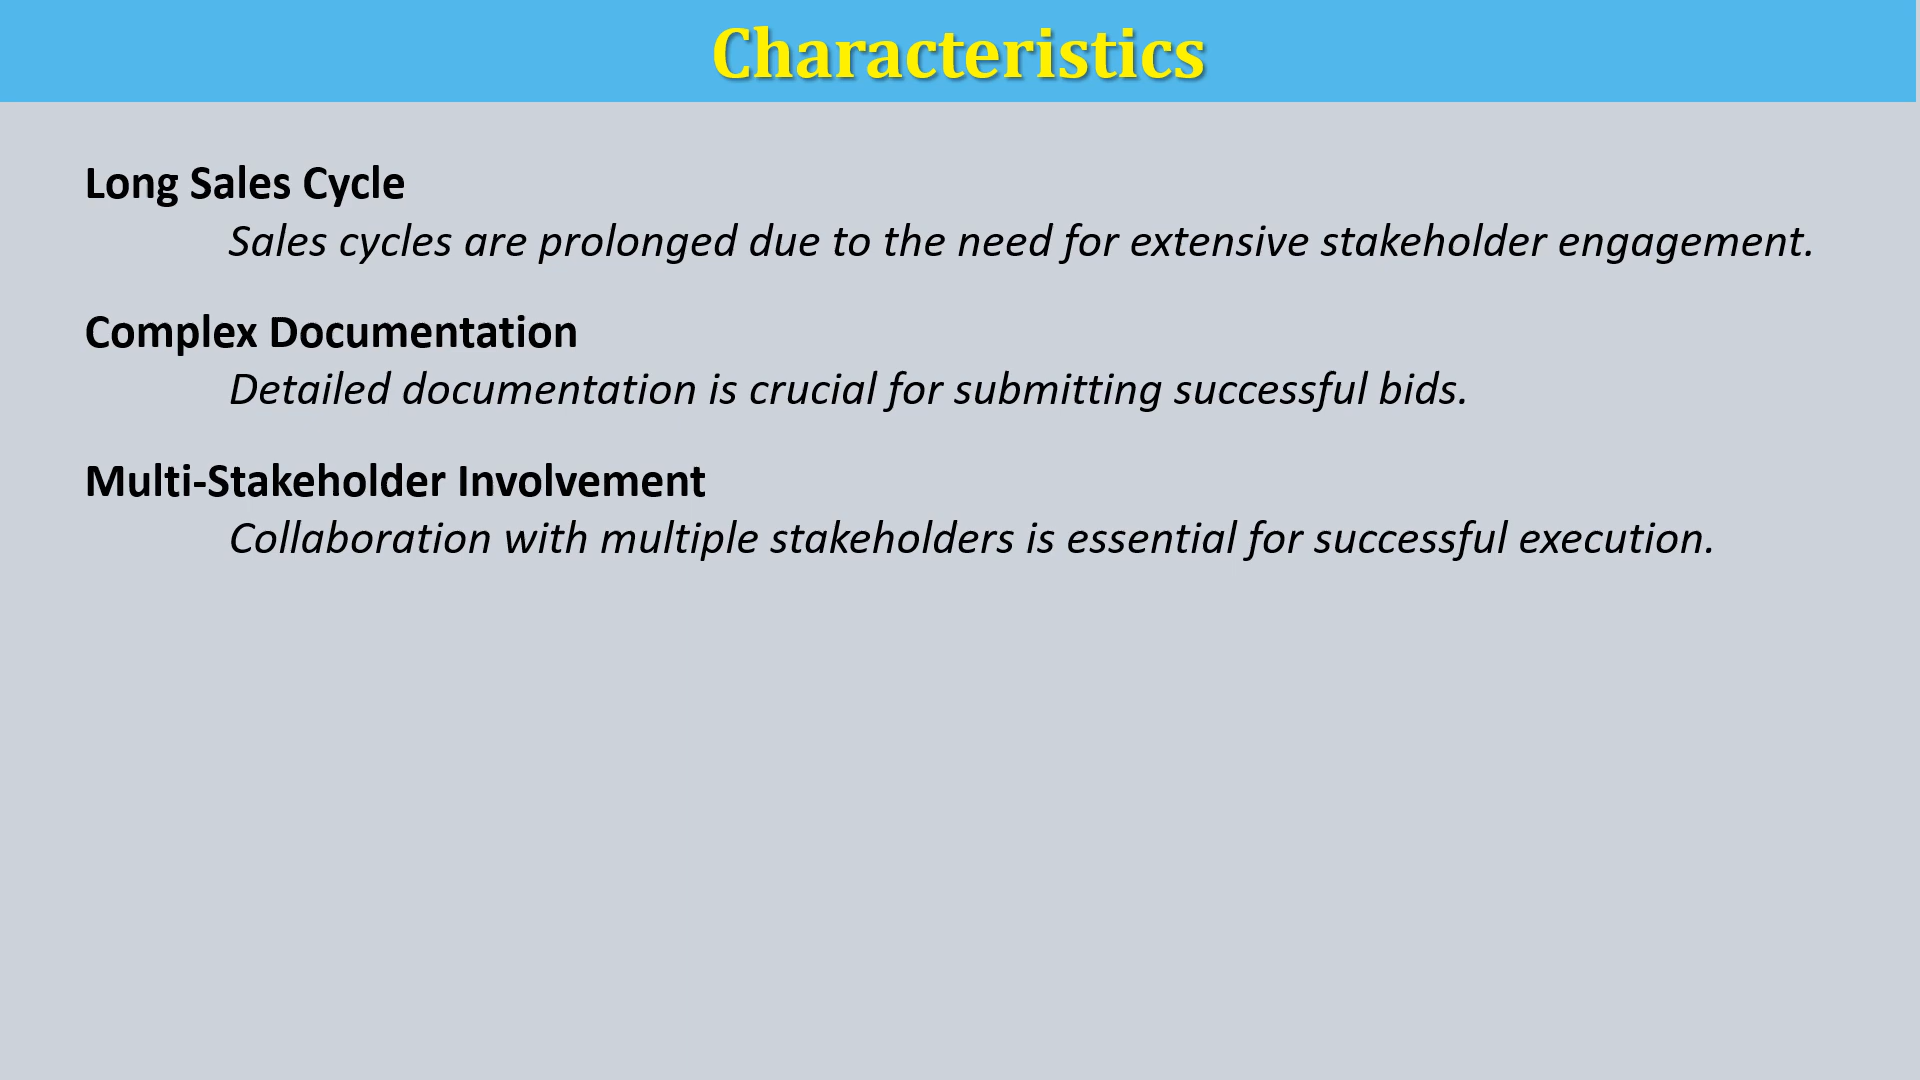 Characteristics
Long Sales Cycle
Sales cycles are prolonged due to the need for extensive stakeholder engagement.
Complex Documentation
Detailed documentation is crucial for submitting successful bids.
Multi-Stakeholder Involvement
Collaboration with multiple stakeholders is essential for successful execution.